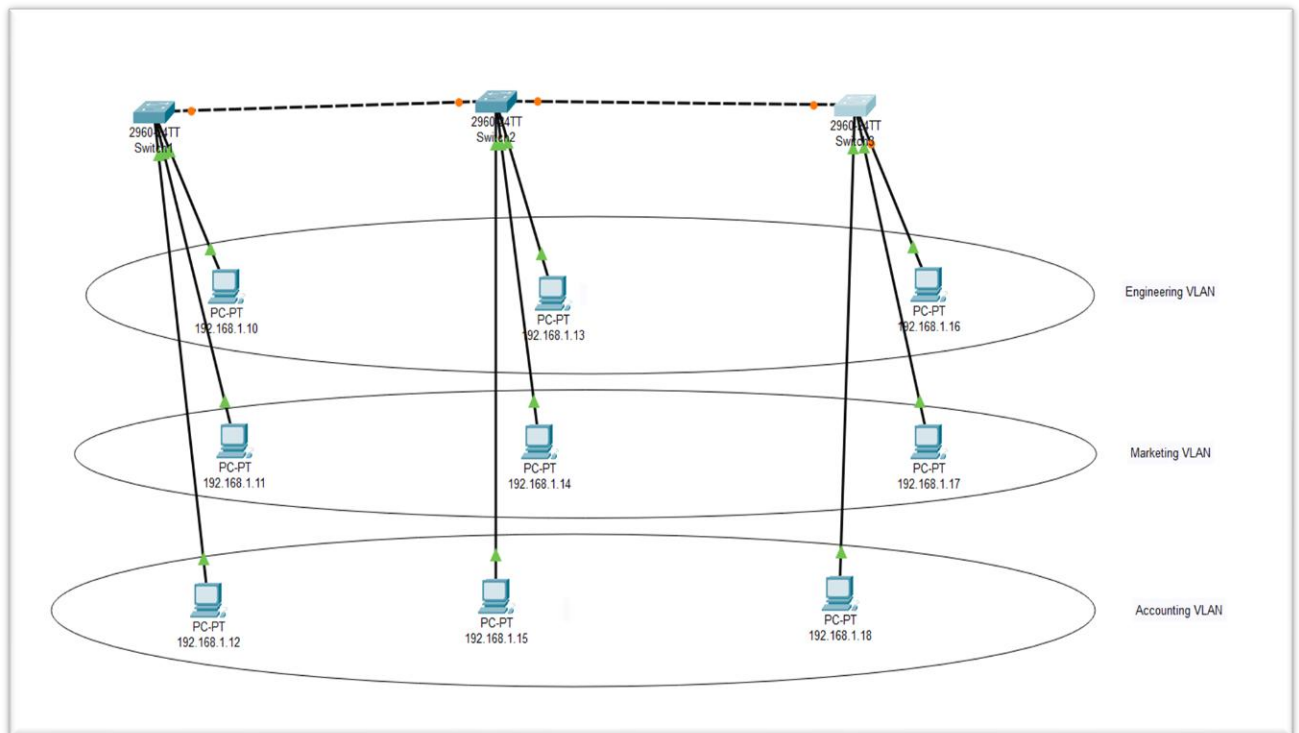 2960-24TT
Switch1
2960-24TT
Switch2
2960-24TT
Switch3
PC-PT
192.168.1.10
PC-PT
192.168.1.13
PC-PT
192.168.1.16
Engineering VLAN
PC-PT
192.168.1.11
PC-PT
192.168.1.14
PC-PT
192.168.1.17
Marketing VLAN
PC-PT
192.168.1.12
PC-PT
192.168.1.15
PC-PT
192.168.1.18
Accounting VLAN